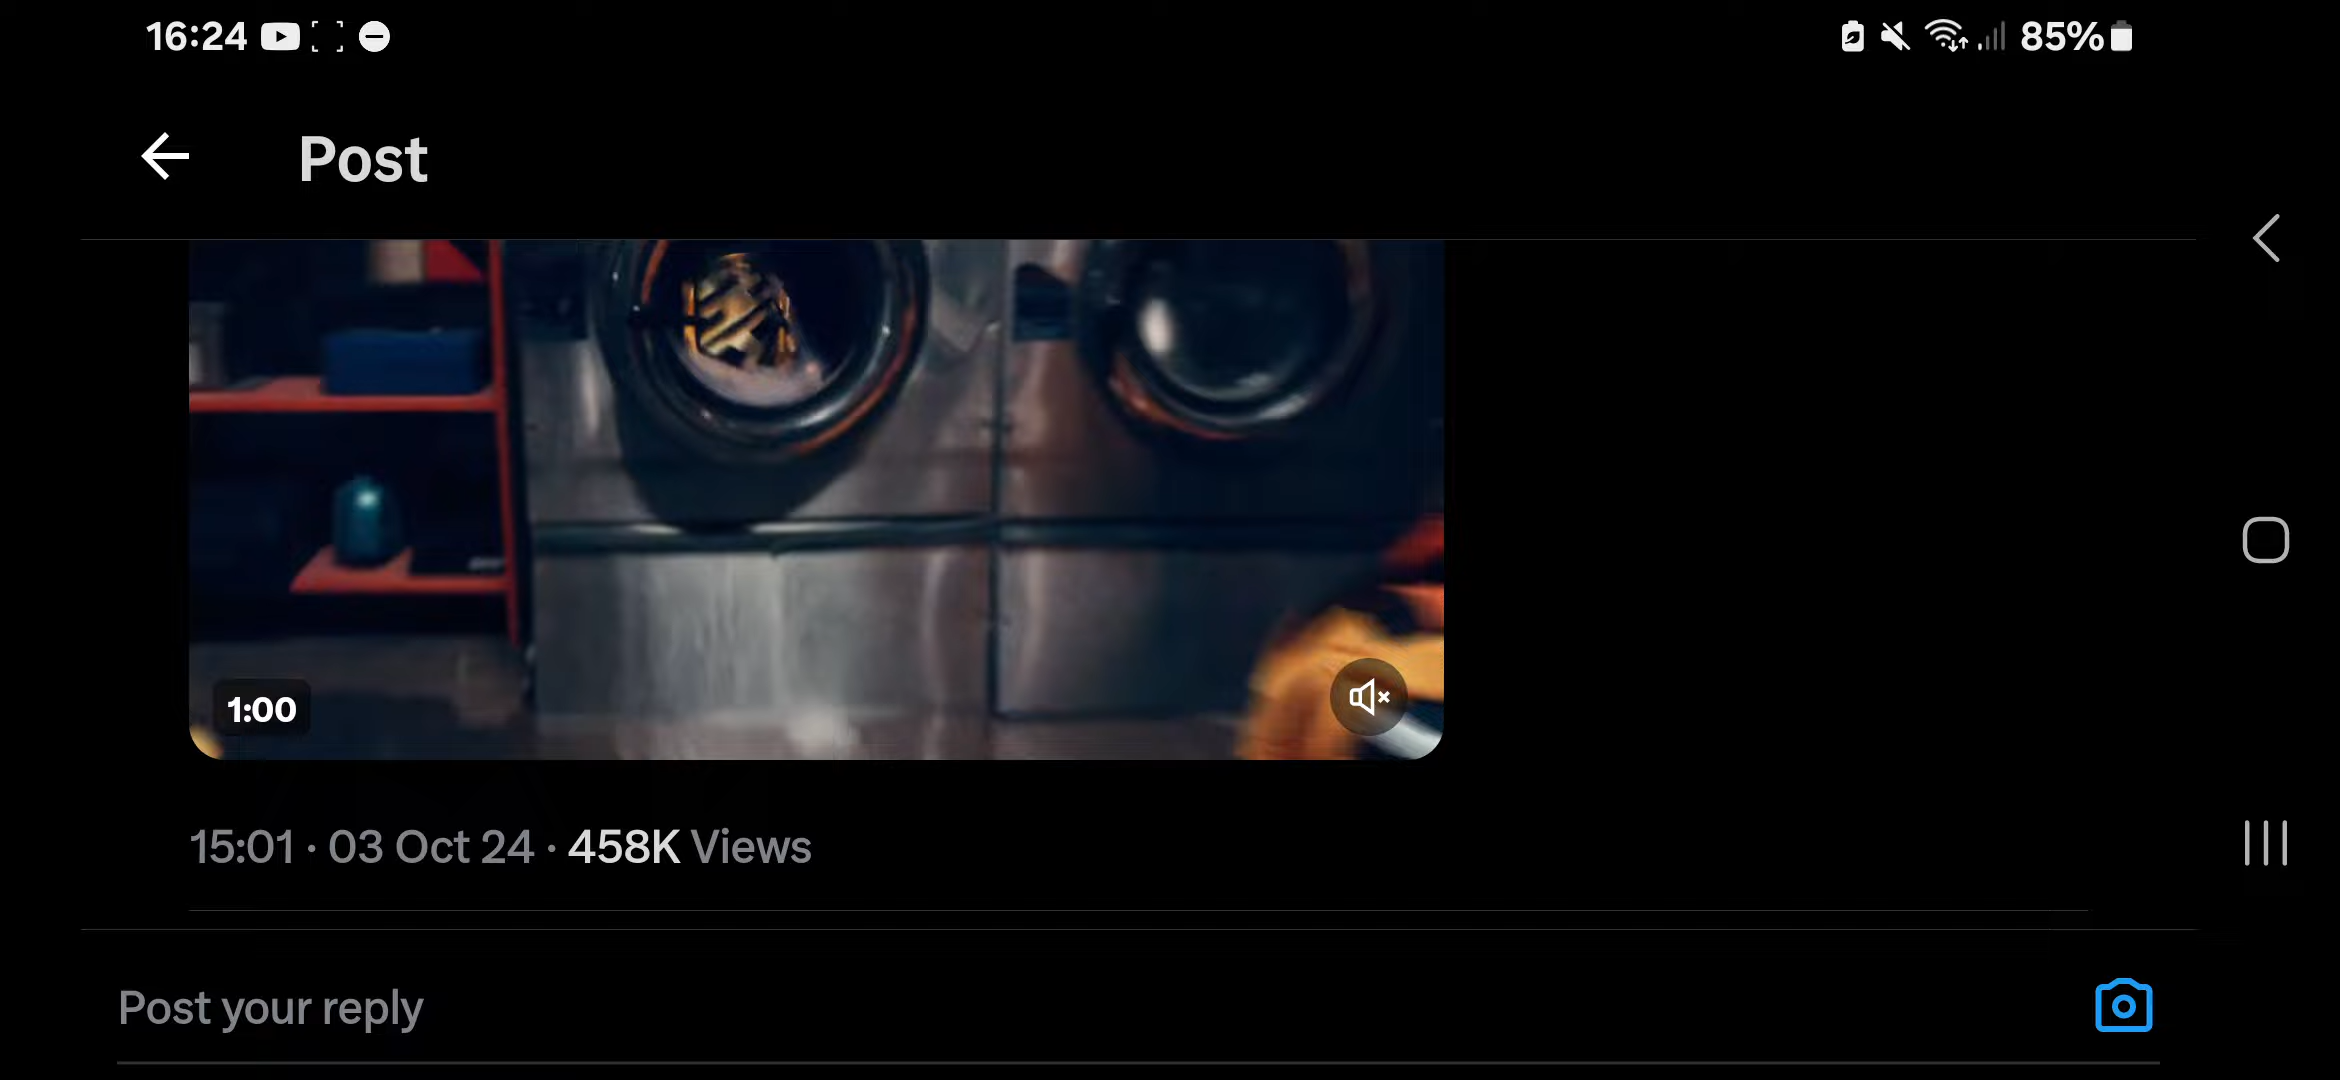 16:24
85%
Post
1:00
15:01 · 03 Oct 24 · 458K Views
Post your reply